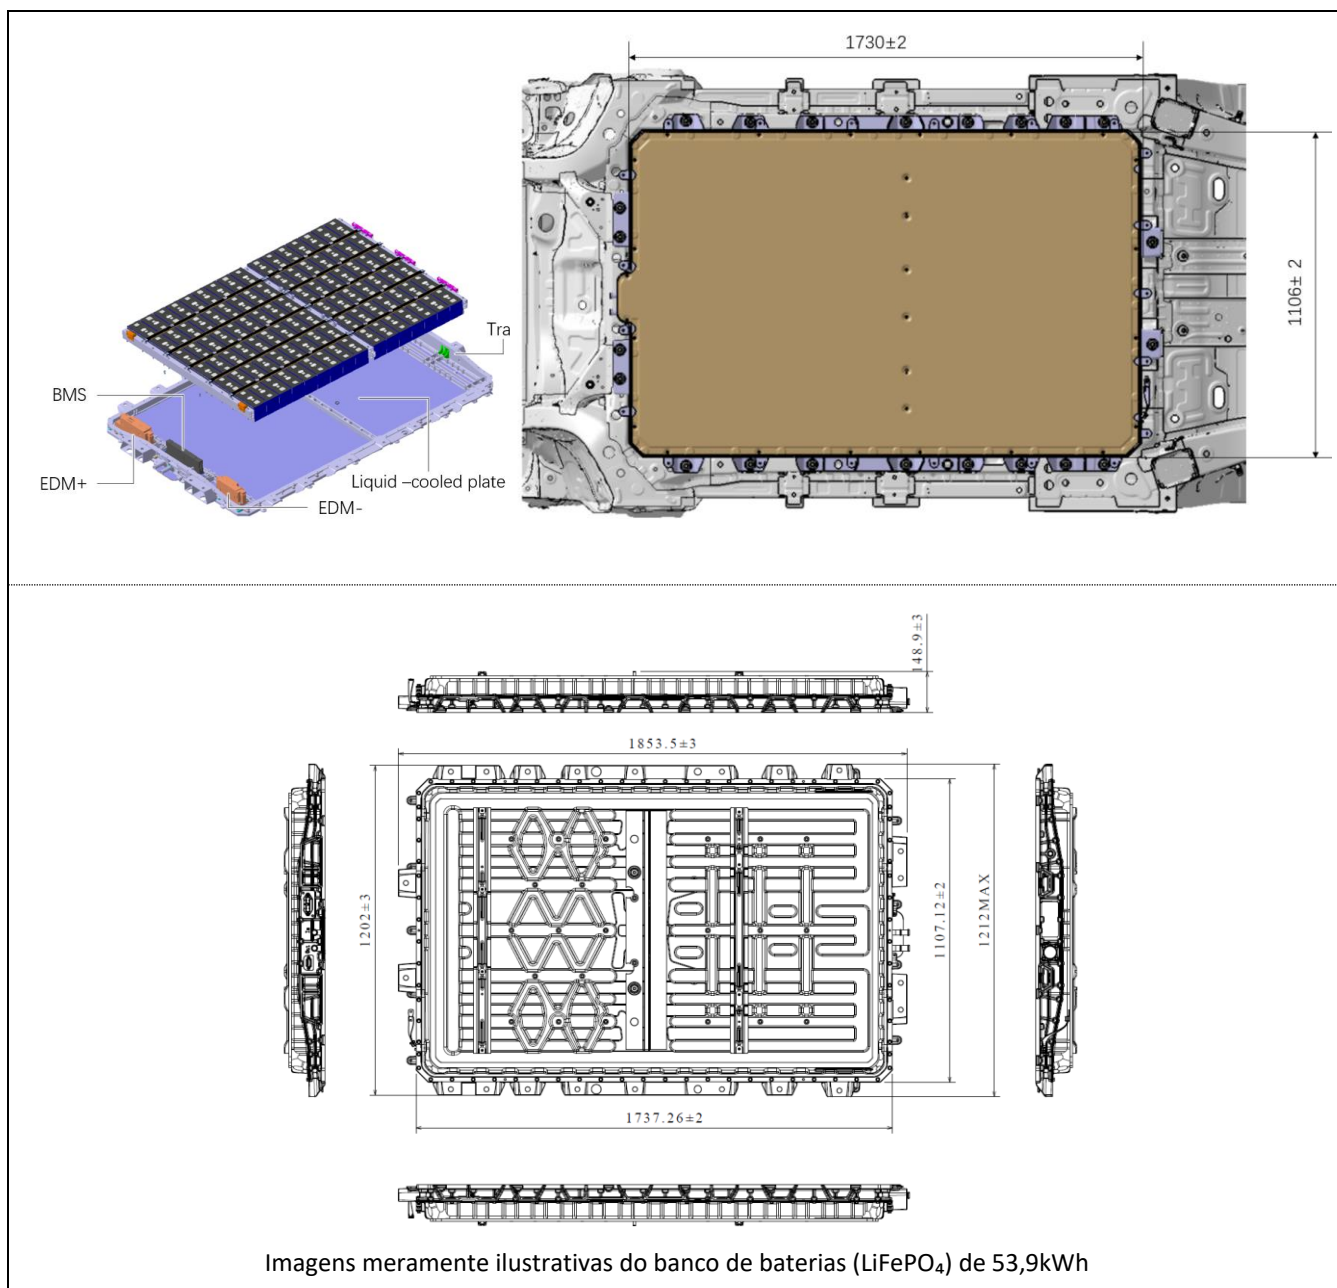 1730±2
1106± 2
Tra
BMS
EDM+
Liquid –cooled plate
EDM-
148.9±3
1853.5±3
1202±3
1107.12±2
1212MAX
1737.26±2
Imagens meramente ilustrativas do banco de baterias (LiFePO₄) de 53,9kWh